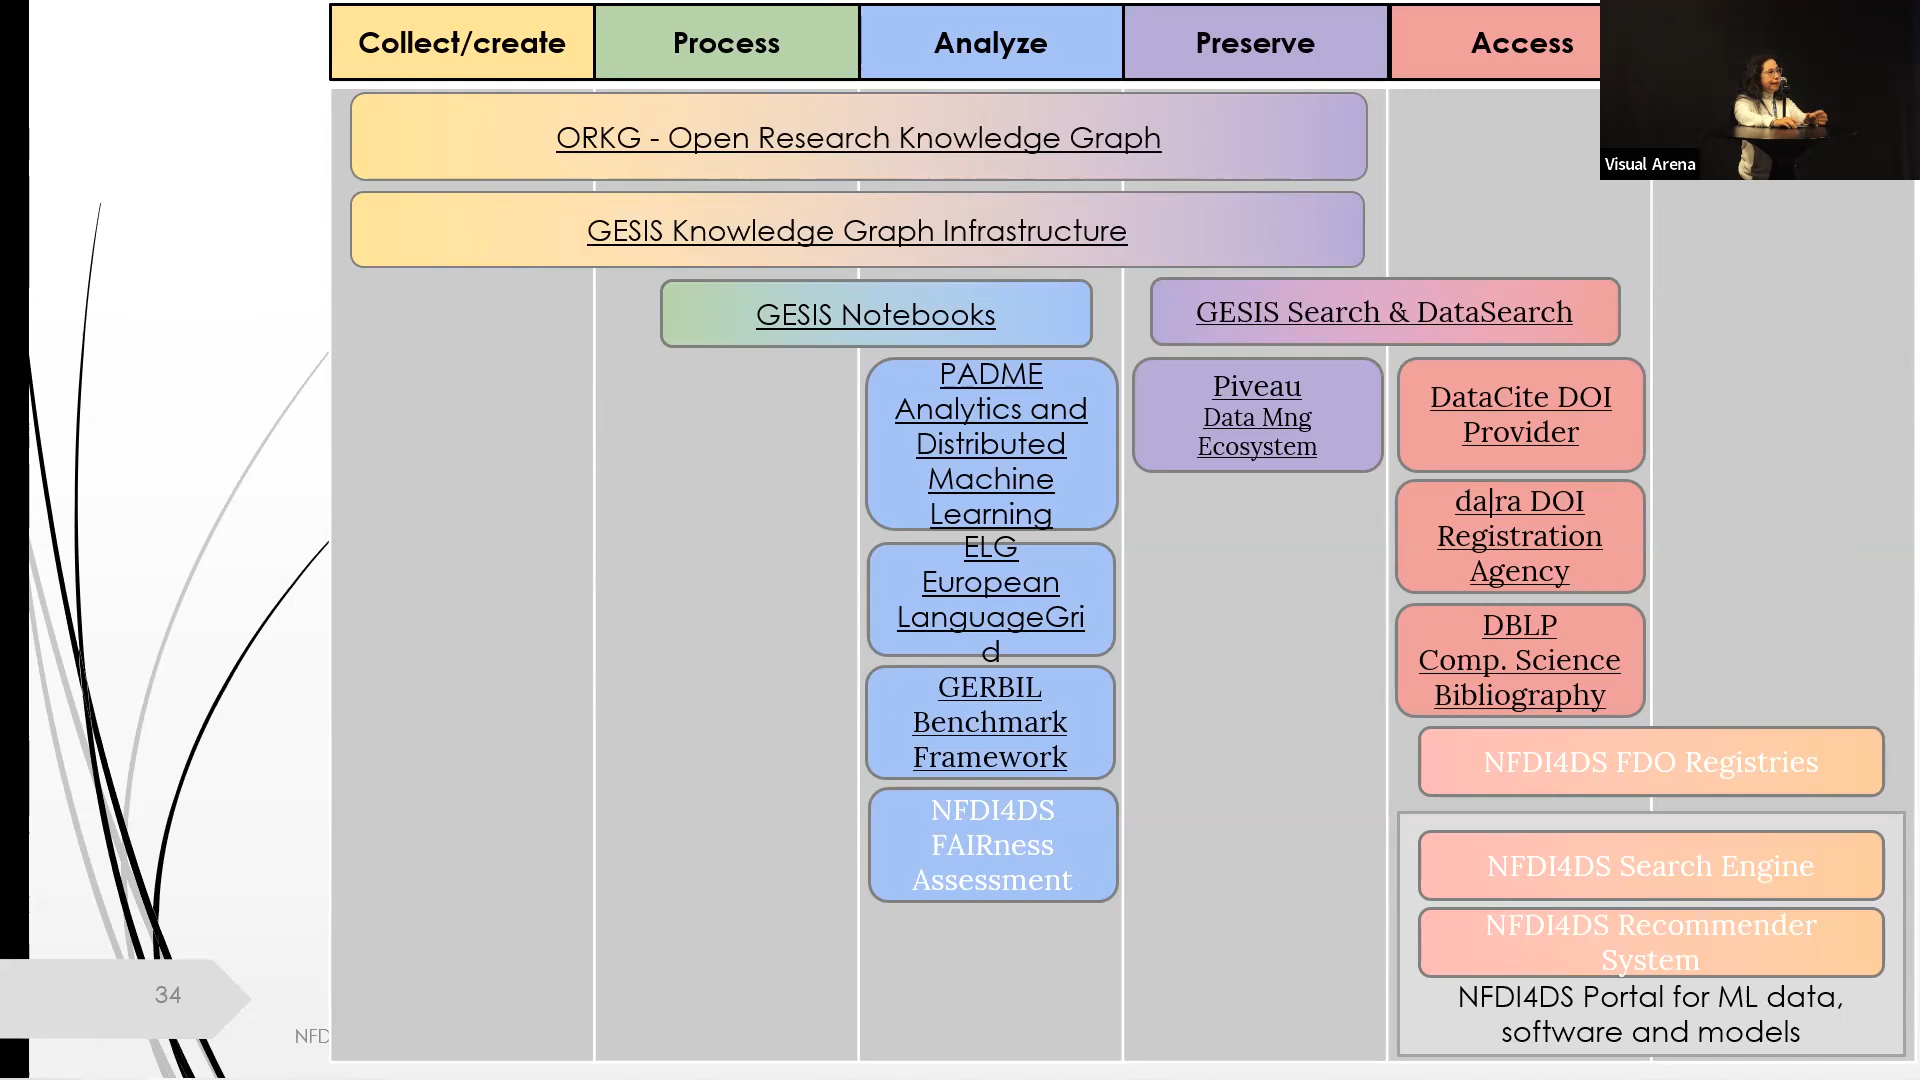 Collect/create
Process
Analyze
Preserve
Access
Visual Arena
ORKG - Open Research Knowledge Graph
GESIS Knowledge Graph Infrastructure
GESIS Notebooks
GESIS Search & DataSearch
PADME
Analytics and
Distributed
Machine
Learning
Piveau
Data Mng
Ecosystem
DataCite DOI
Provider
da|ra DOI
Registration
Agency
ELG
European
LanguageGri
d
DBLP
Comp. Science
Bibliography
GERBIL
Benchmark
Framework
NFDI4DS FDO Registries
NFDI4DS
FAIRness
Assessment
NFDI4DS Search Engine
NFDI4DS Recommender
System
NFDI4DS Portal for ML data,
software and models
34
NFD